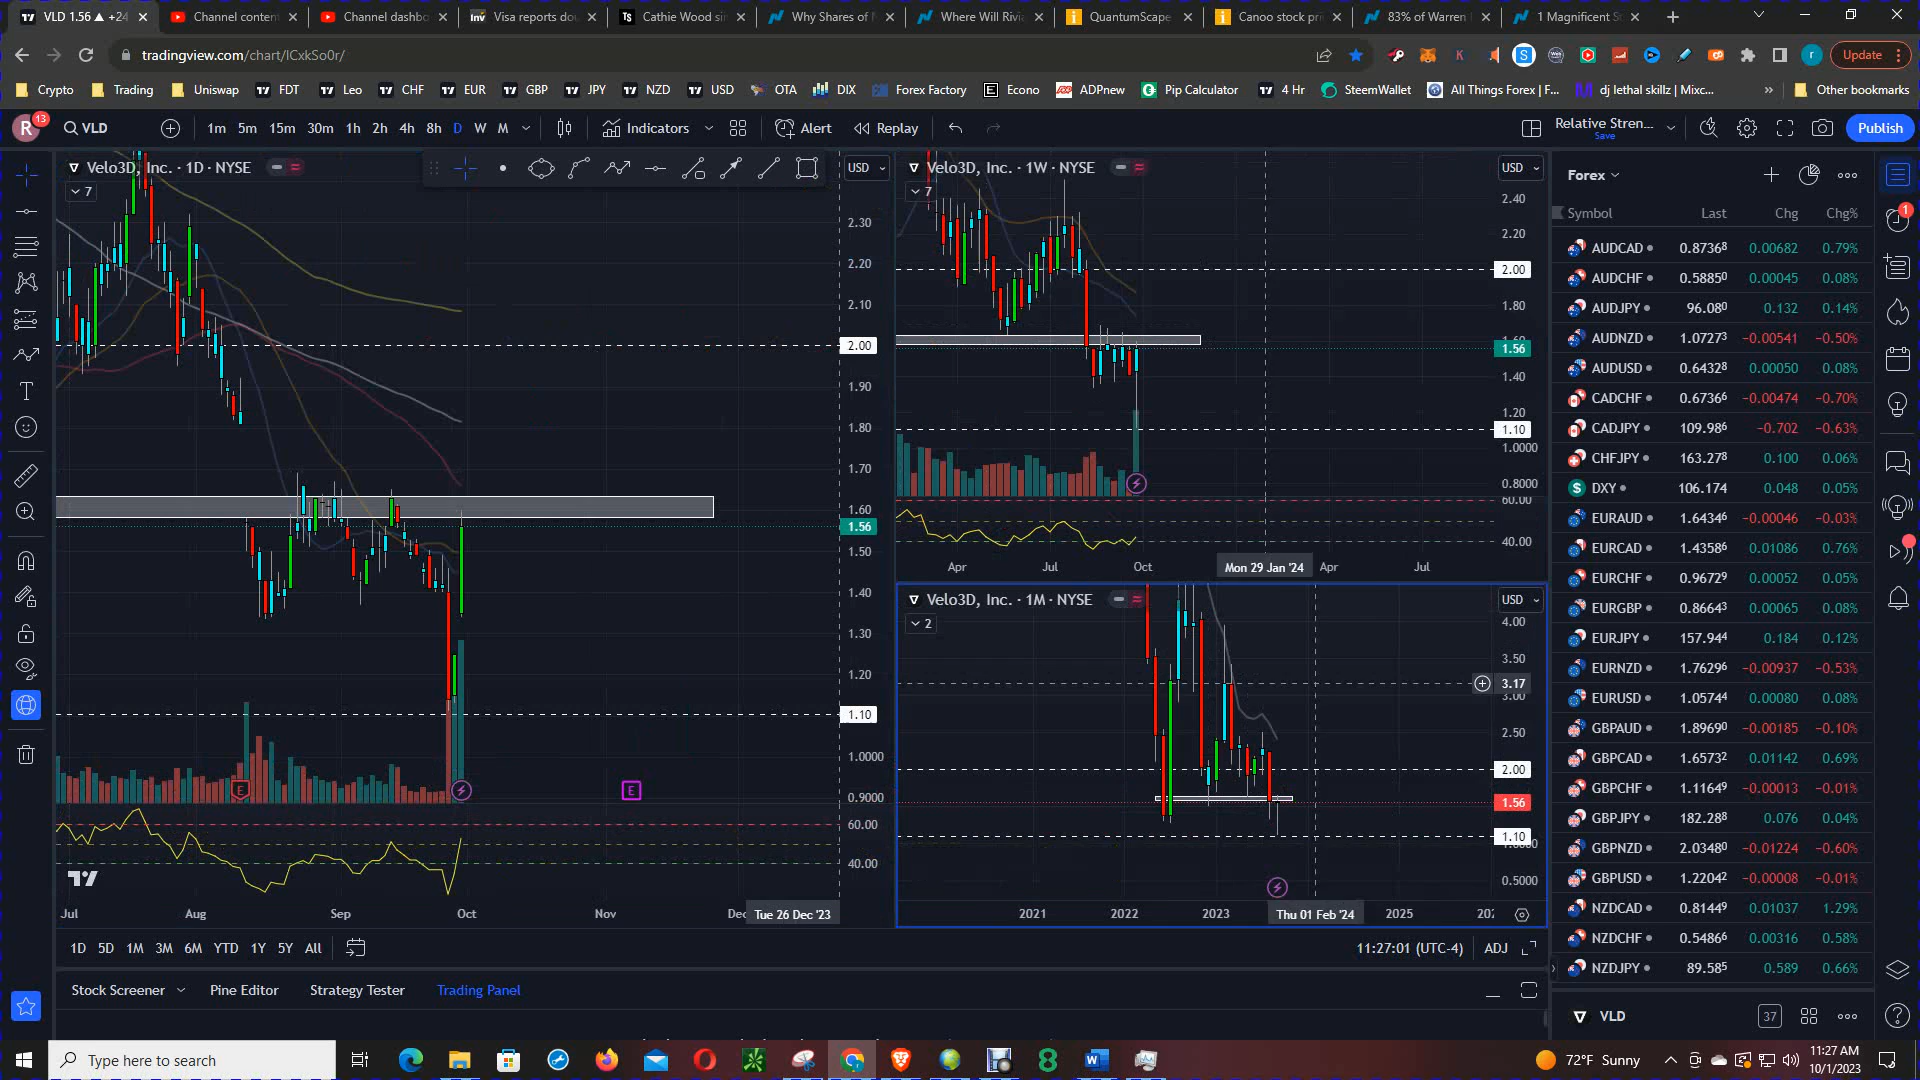 VLD 1.56 ▲ +24
Channel conten
Channel dashbo
Visa reports dou
Cathie Wood sin
Why Shares of
Where Will Rivia
QuantumScape
Canoo stock pri
83% of Warren
1 Magnificent S
tradingview.com/chart/lCxkSo0r/
Update
Crypto
Trading
Uniswap
FDT
Leo
CHF
EUR
GBP
JPY
NZD
USD
OTA
DIX
Forex Factory
Econo
ADPnew
Pip Calculator
4 Hr
SteemWallet
All Things Forex | F...
dj lethal skillz | Mixc...
»
Other bookmarks
R 13
VLD
1m 5m 15m 30m 1h 2h 4h 8h D W M
Indicators
Alert
Replay
Relative Stren...
Save
Publish
Velo3D, Inc. · 1D · NYSE
USD
7
2.30
2.20
2.10
2.00
1.90
1.80
1.70
1.60
1.56
1.50
1.40
1.30
1.20
1.10
1.0000
0.9000
E
E
60.00
40.00
Jul Aug Sep Oct Nov Dec Tue 26 Dec '23
Velo3D, Inc. · 1W · NYSE
USD
7
2.40
2.20
2.00
1.80
1.56
1.40
1.20
1.10
1.0000
0.8000
60.00
40.00
Apr Jul Oct Mon 29 Jan '24 Apr Jul
Velo3D, Inc. · 1M · NYSE
USD
2
4.00
3.50
3.17
3.00
2.50
2.00
1.56
1.10
1.0000
0.5000
2021 2022 2023 Thu 01 Feb '24 2025
1D 5D 1M 3M 6M YTD 1Y 5Y All
11:27:01 (UTC-4) ADJ
Stock Screener
Pine Editor
Strategy Tester
Trading Panel
Forex
Symbol Last Chg Chg%
AUDCAD 0.87368 0.00682 0.79%
AUDCHF 0.58850 0.00045 0.08%
AUDJPY 96.080 0.132 0.14%
AUDNZD 1.07273 −0.00541 −0.50%
AUDUSD 0.64328 0.00050 0.08%
CADCHF 0.67366 −0.00474 −0.70%
CADJPY 109.986 −0.702 −0.63%
CHFJPY 163.278 0.100 0.06%
DXY 106.174 0.048 0.05%
EURAUD 1.64346 −0.00046 −0.03%
EURCAD 1.43586 0.01086 0.76%
EURCHF 0.96729 0.00052 0.05%
EURGBP 0.86643 0.00065 0.08%
EURJPY 157.944 0.184 0.12%
EURNZD 1.76296 −0.00937 −0.53%
EURUSD 1.05744 0.00080 0.08%
GBPAUD 1.89690 −0.00185 −0.10%
GBPCAD 1.65732 0.01142 0.69%
GBPCHF 1.11649 −0.00013 −0.01%
GBPJPY 182.288 0.076 0.04%
GBPNZD 2.03480 −0.01224 −0.60%
GBPUSD 1.22042 −0.00008 −0.01%
NZDCAD 0.81449 0.01037 1.29%
NZDCHF 0.54866 0.00316 0.58%
NZDJPY 89.585 0.589 0.66%
VLD
37
1
Type here to search
72°F Sunny
11:27 AM
10/1/2023